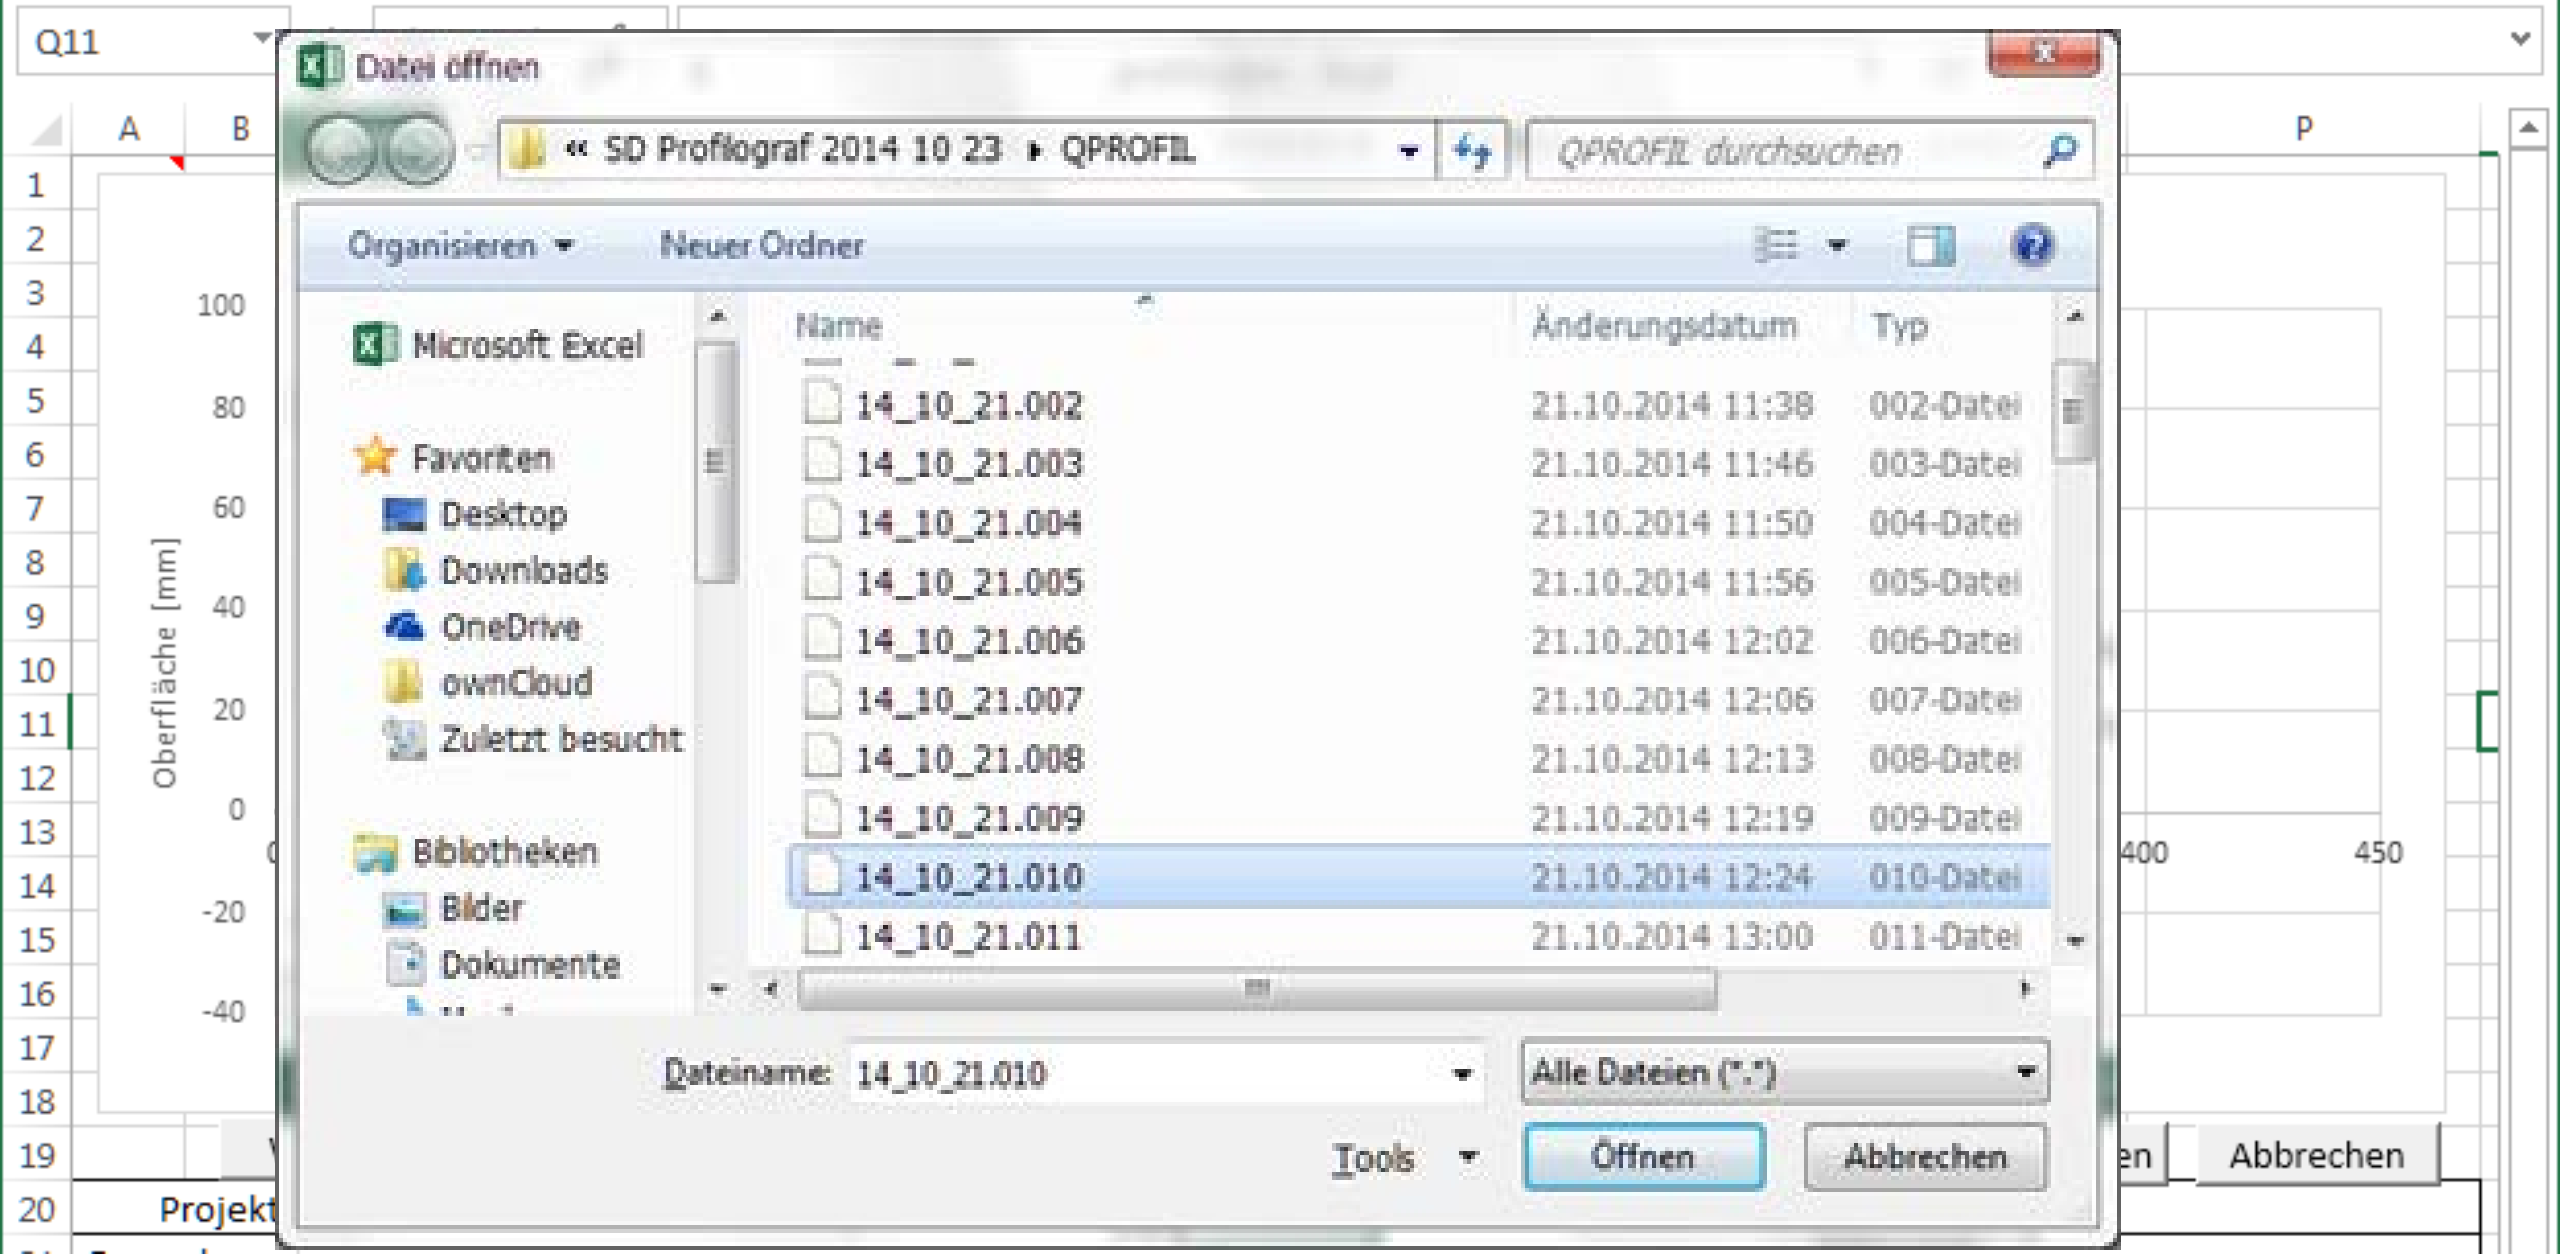 Q11
Datei öffnen
« SD Profilograf 2014 10 23 ▸ QPROFIL
QPROFIL durchsuchen
A B P
Organisieren Neuer Ordner
Microsoft Excel
Favoriten
Desktop
Downloads
OneDrive
ownCloud
Zuletzt besucht
Bibliotheken
Bilder
Dokumente
Name Änderungsdatum Typ
14_10_21.002 21.10.2014 11:38 002-Datei
14_10_21.003 21.10.2014 11:46 003-Datei
14_10_21.004 21.10.2014 11:50 004-Datei
14_10_21.005 21.10.2014 11:56 005-Datei
14_10_21.006 21.10.2014 12:02 006-Datei
14_10_21.007 21.10.2014 12:06 007-Datei
14_10_21.008 21.10.2014 12:13 008-Datei
14_10_21.009 21.10.2014 12:19 009-Datei
14_10_21.010 21.10.2014 12:24 010-Datei
14_10_21.011 21.10.2014 13:00 011-Datei
Dateiname: 14_10_21.010
Alle Dateien (*.*)
Tools Öffnen Abbrechen
1
2
3
4
5
6
7
8
9
10
11
12
13
14
15
16
17
18
19
20
Oberfläche [mm]
100
80
60
40
20
0
-20
-40
400 450
en Abbrechen
Projekt